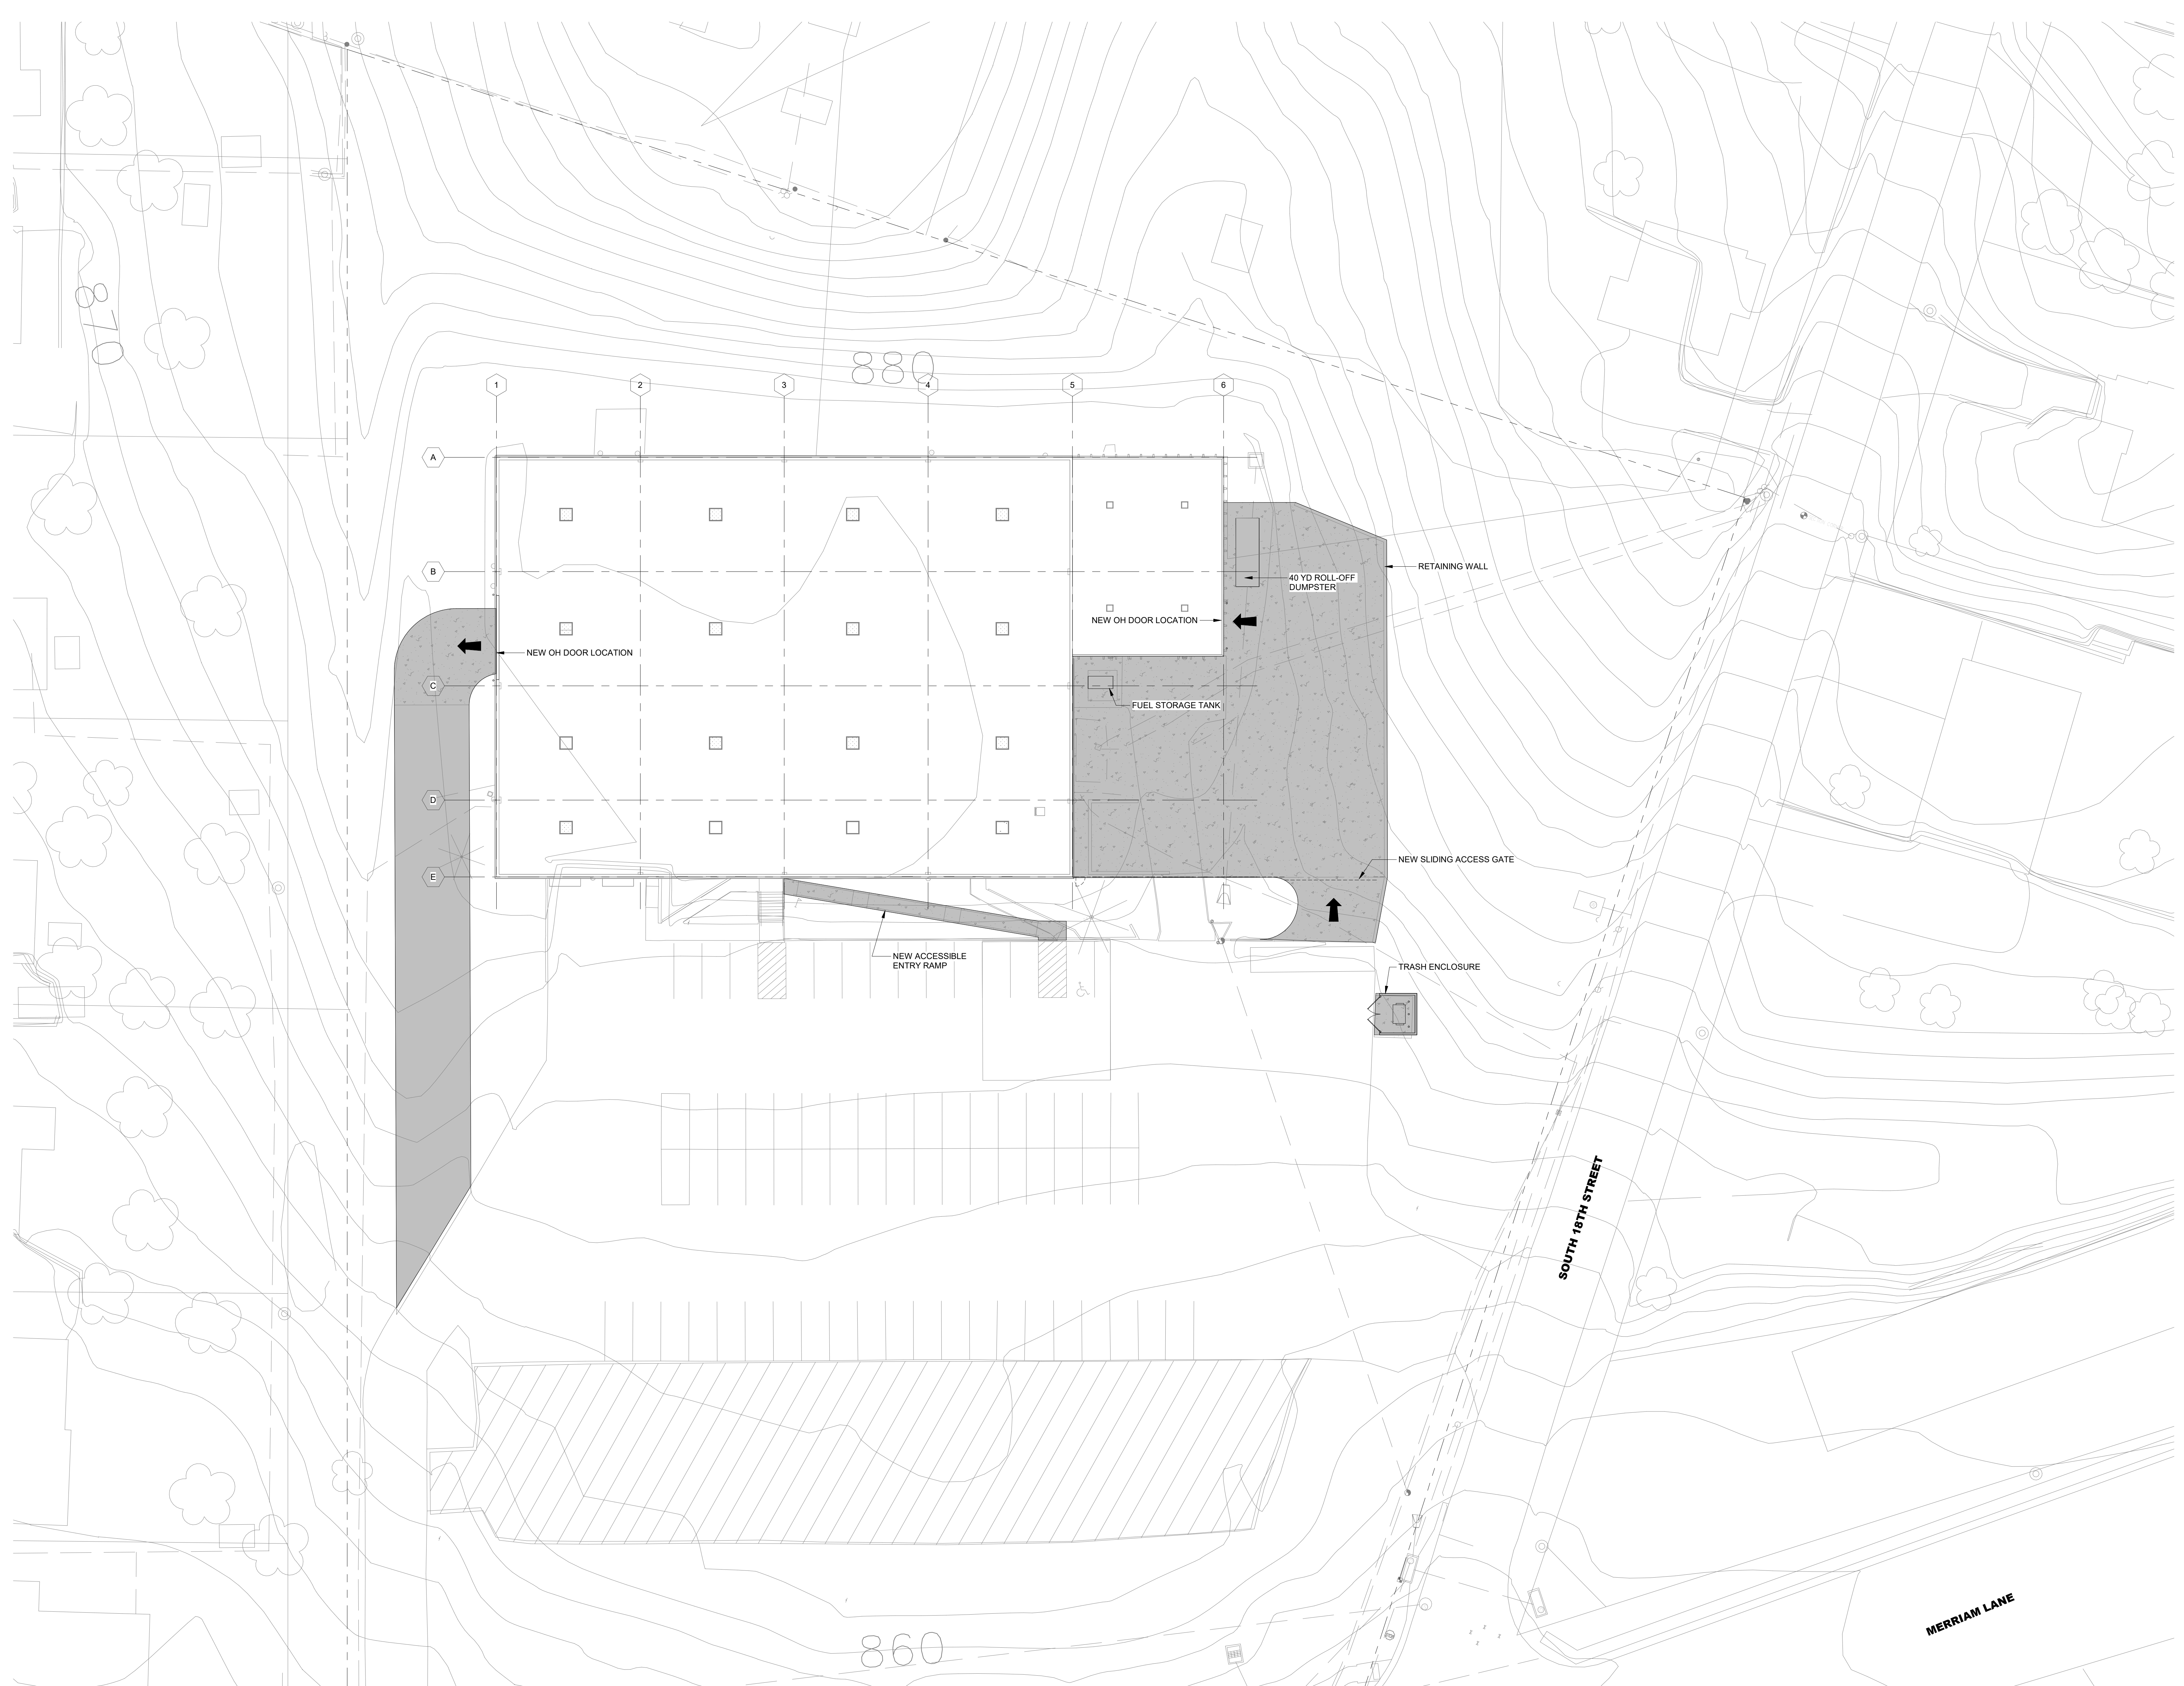 870
880
1
2
3
4
5
6
A
B
RETAINING WALL
40 YD ROLL-OFF
DUMPSTER
NEW OH DOOR LOCATION
NEW OH DOOR LOCATION
C
FUEL STORAGE TANK
D
NEW SLIDING ACCESS GATE
E
NEW ACCESSIBLE
ENTRY RAMP
TRASH ENCLOSURE
SOUTH 18TH STREET
MERRIAM LANE
860